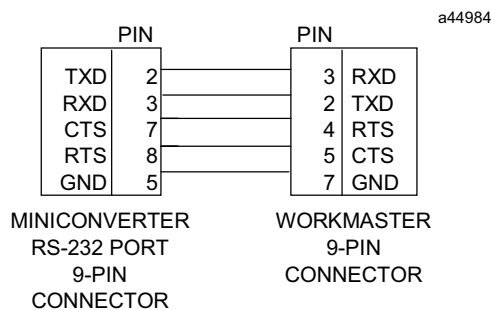 a44984
PIN PIN
TXD 2 3 RXD
RXD 3 2 TXD
CTS 7 4 RTS
RTS 8 5 CTS
GND 5 7 GND
MINICONVERTER WORKMASTER
RS-232 PORT 9-PIN
9-PIN CONNECTOR
CONNECTOR